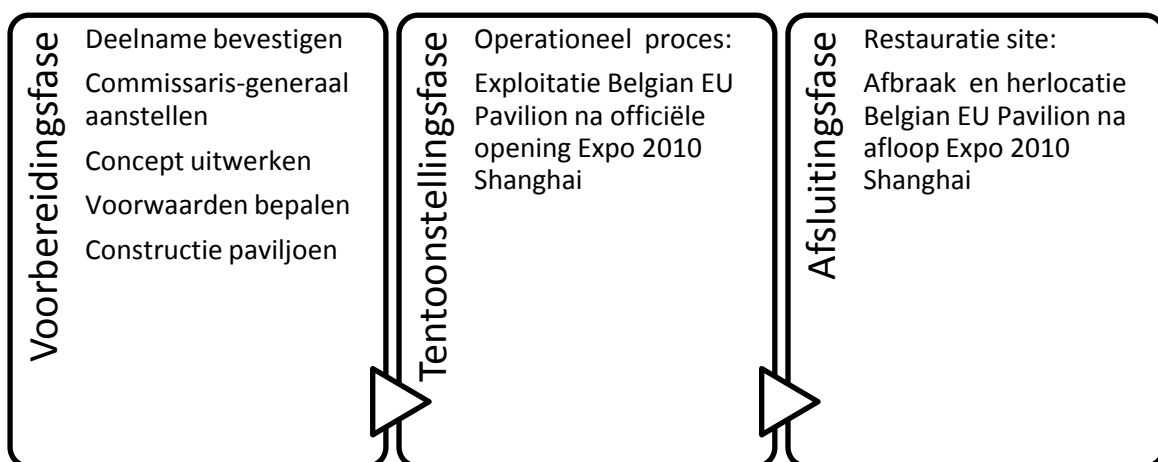 Voorbereidingsfase
Deelname bevestigen
Commissaris-generaal
aanstellen
Concept uitwerken
Voorwaarden bepalen
Constructie paviljoen
Tentoonstellingsfase
Operationeel proces:
Exploitatie Belgian EU
Pavilion na officiële
opening Expo 2010
Shanghai
Afsluitingsfase
Restauratie site:
Afbraak en herlocatie
Belgian EU Pavilion na
afloop Expo 2010
Shanghai